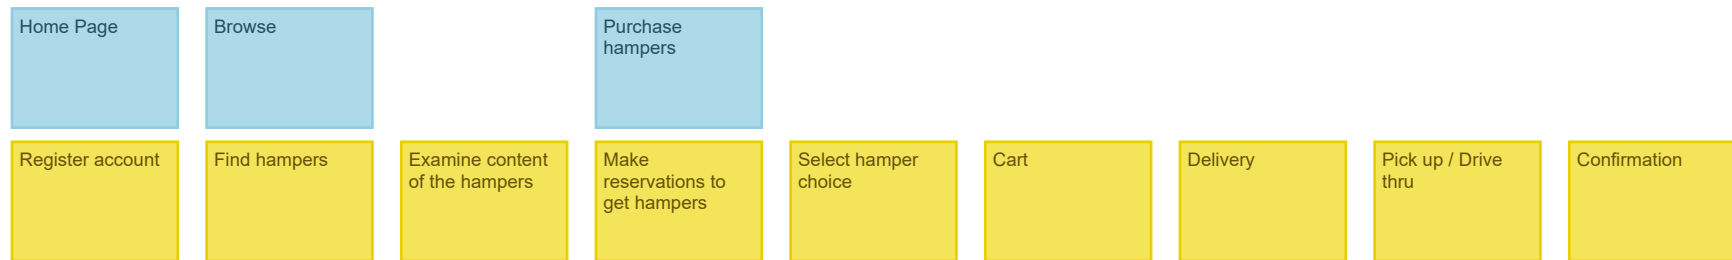 Home Page
Browse
Purchase
hampers
Register account
Find hampers
Examine content
of the hampers
Make
reservations to
get hampers
Select hamper
choice
Cart
Delivery
Pick up / Drive
thru
Confirmation